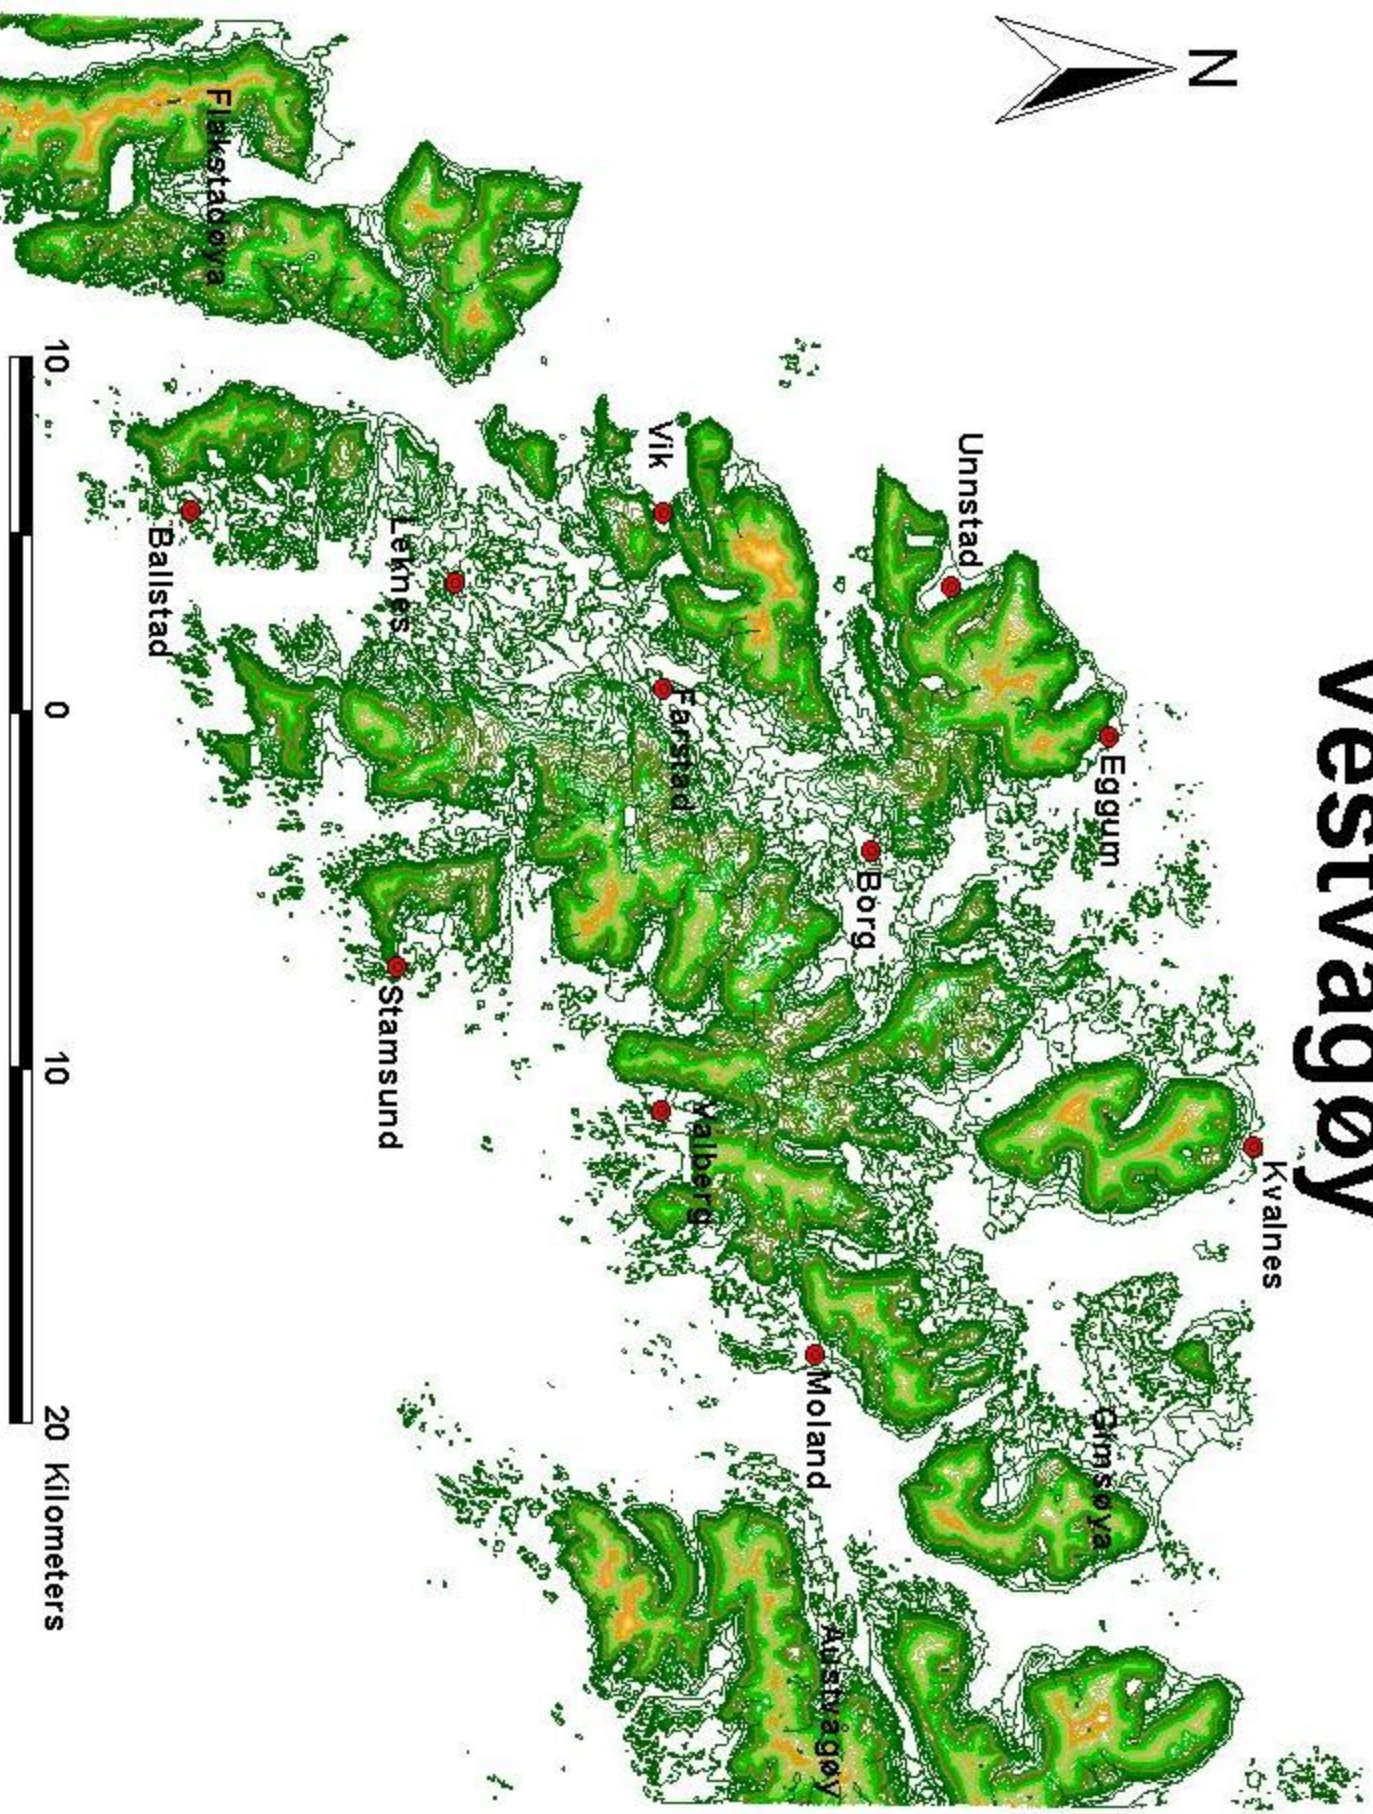 Vestvågøy
N
Kvalnes
Eggum
Unnstad
Gimsøya
Borg
Austvågøy
Moland
Farstad
Valberg
Vik
Leknes
Stamsund
Flakstadøya
Ballstad
10 0 10 20 Kilometers